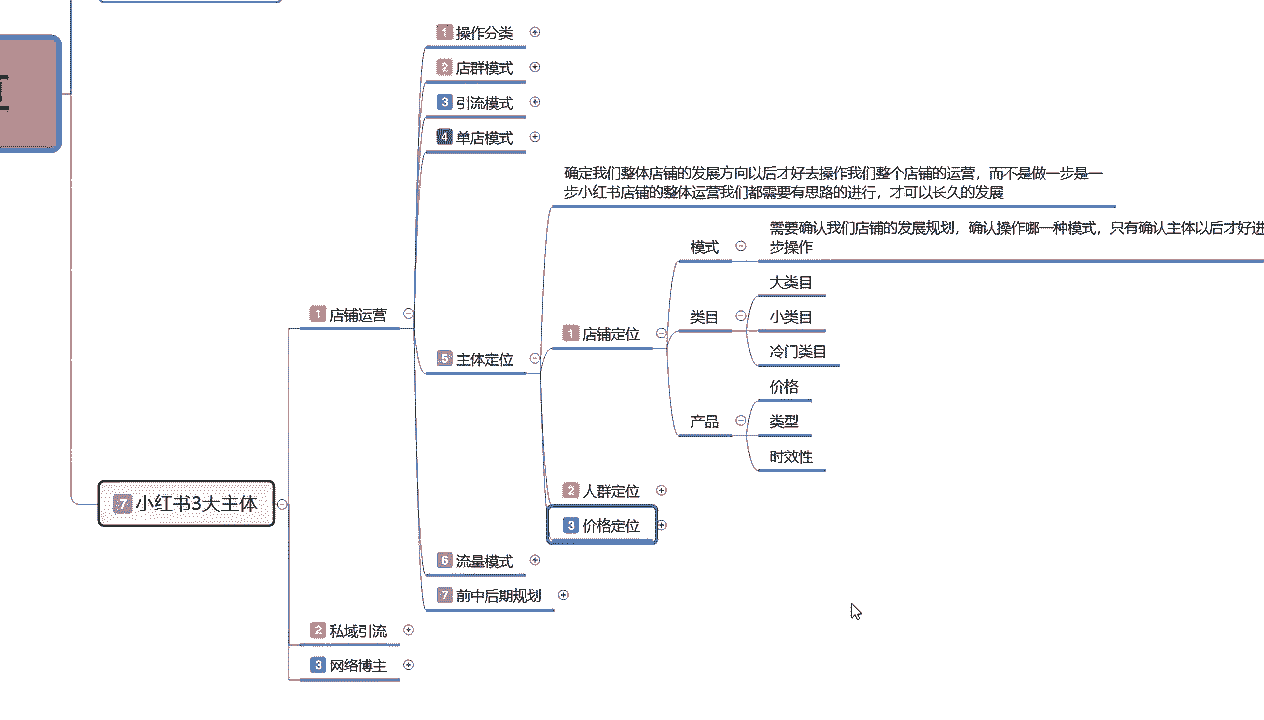 1 操作分类
2 店群模式
3 引流模式
4 单店模式
确定我们整体店铺的发展方向以后才好去操作我们整个店铺的运营，而不是做一步是一
步小红书店铺的整体运营我们都需要有思路的进行，才可以长久的发展
需要确认我们店铺的发展规划，确认操作哪一种模式，只有确认主体以后才好进
步操作
模式
大类目
1 店铺运营
类目
小类目
1 店铺定位
5 主体定位
冷门类目
价格
产品
类型
时效性
7 小红书3大主体
2 人群定位
3 价格定位
6 流量模式
7 前中后期规划
2 私域引流
3 网络博主